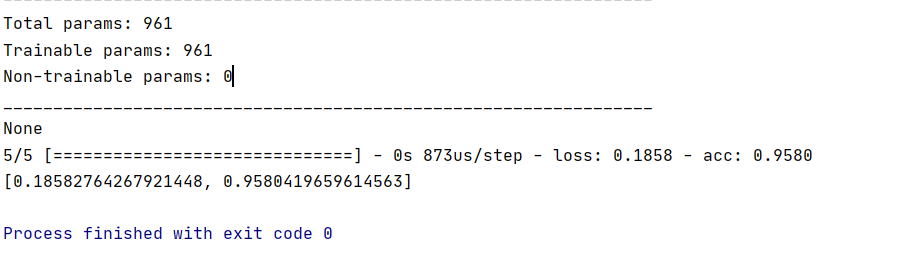 Total params: 961
Trainable params: 961
Non-trainable params: 0
_________________________________________________________________
None
5/5 [==============================] - 0s 873us/step - loss: 0.1858 - acc: 0.9580
[0.18582764267921448, 0.9580419659614563]
Process finished with exit code 0